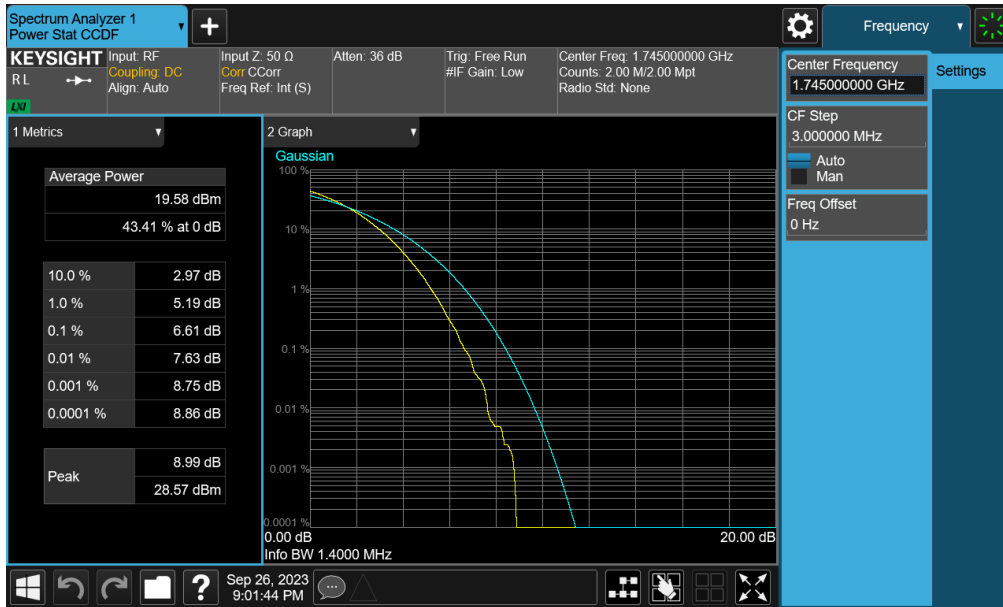 Spectrum Analyzer 1
Power Stat CCDF
Frequency
KEYSIGHT
Input: RF
Coupling: DC
Align: Auto
Input Z: 50 Ω
Corr CCorr
Freq Ref: Int (S)
Atten: 36 dB
Trig: Free Run
#IF Gain: Low
Center Freq: 1.745000000 GHz
Counts: 2.00 M/2.00 Mpt
Radio Std: None
R L
LXI
Center Frequency
1.745000000 GHz
Settings
CF Step
3.000000 MHz
Auto
Man
Freq Offset
0 Hz
1 Metrics
Average Power
19.58 dBm
43.41 % at 0 dB
10.0 % 2.97 dB
1.0 % 5.19 dB
0.1 % 6.61 dB
0.01 % 7.63 dB
0.001 % 8.75 dB
0.0001 % 8.86 dB
Peak
8.99 dB
28.57 dBm
2 Graph
Gaussian
100 %
10 %
1 %
0.1 %
0.01 %
0.001 %
0.0001 %
0.00 dB 20.00 dB
Info BW 1.4000 MHz
Sep 26, 2023
9:01:44 PM